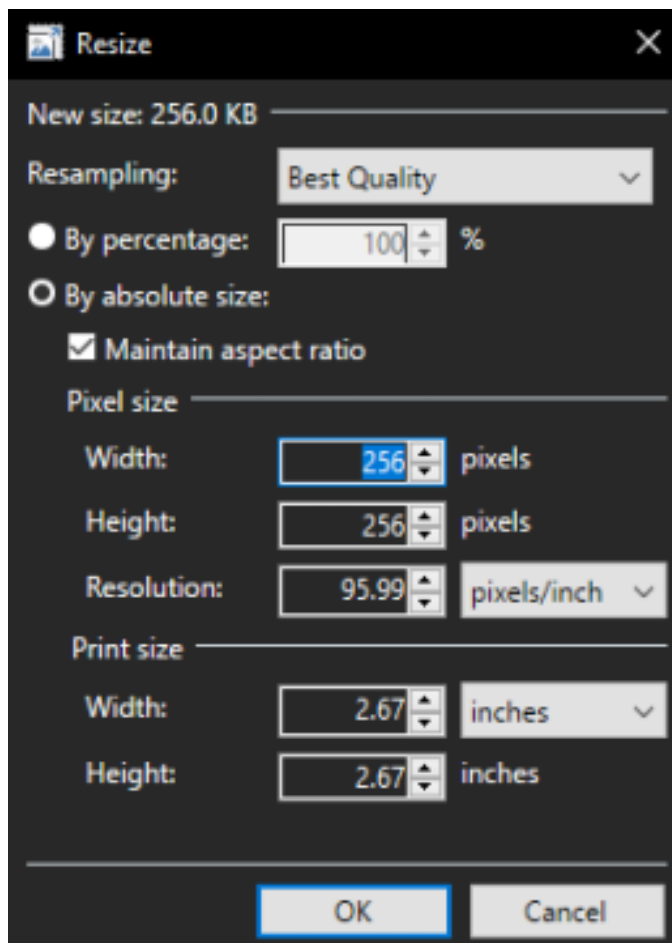 Resize
New size: 256.0 KB
Resampling: Best Quality
By percentage: 100 %
By absolute size:
Maintain aspect ratio
Pixel size
Width: 256 pixels
Height: 256 pixels
Resolution: 95.99 pixels/inch
Print size
Width: 2.67 inches
Height: 2.67 inches
OK Cancel